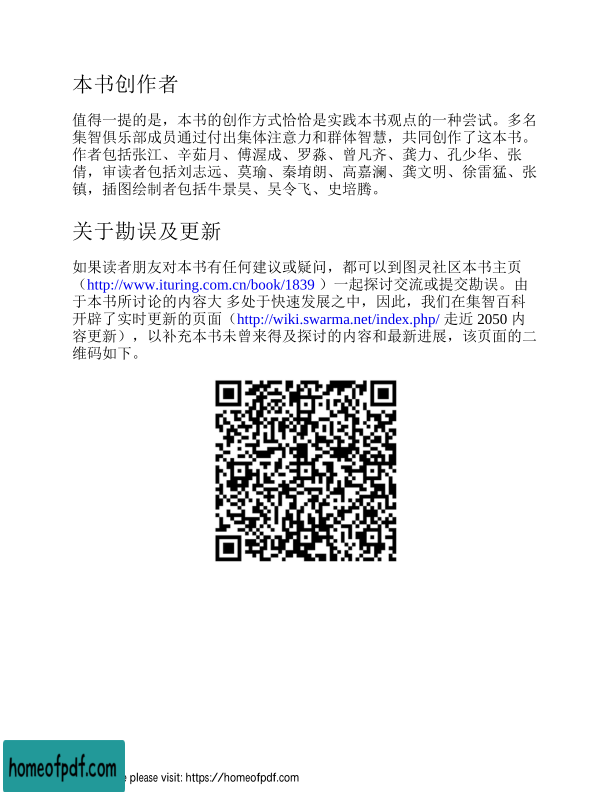 本书创作者
值得一提的是，本书的创作方式恰恰是实践本书观点的一种尝试。多名
集智俱乐部成员通过付出集体注意力和群体智慧，共同创作了这本书。
作者包括张江、辛茹月、傅渥成、罗淼、曾凡齐、龚力、孔少华、张
倩，审读者包括刘志远、莫瑜、秦堉朗、高嘉澜、龚文明、徐雷猛、张
镇，插图绘制者包括牛景昊、吴令飞、史培腾。
关于勘误及更新
如果读者朋友对本书有任何建议或疑问，都可以到图灵社区本书主页
（http://www.ituring.com.cn/book/1839 ）一起探讨交流或提交勘误。由
于本书所讨论的内容大 多处于快速发展之中，因此，我们在集智百科
开辟了实时更新的页面（http://wiki.swarma.net/index.php/ 走近 2050 内
容更新），以补充本书未曾来得及探讨的内容和最新进展，该页面的二
维码如下。
homeofpdf.com
please visit: https://homeofpdf.com